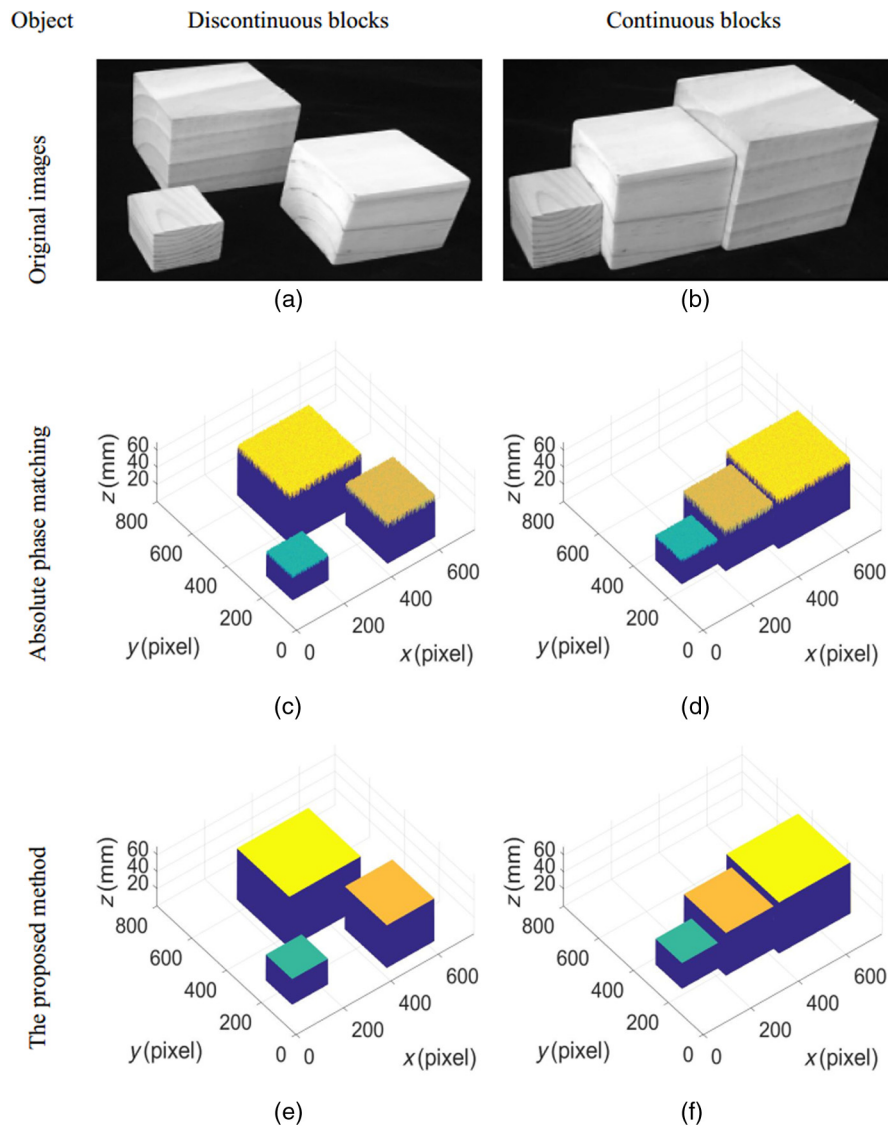 Object Discontinuous blocks Continuous blocks
Original images
(a) (b)
Absolute phase matching
z (mm)
60
40
20
800
600
400
200
0
y (pixel)
0
200
400
600
x (pixel)
(c)
z (mm)
60
40
20
800
600
400
200
0
y (pixel)
0
200
400
600
x (pixel)
(d)
The proposed method
z (mm)
60
40
20
800
600
400
200
0
y (pixel)
0
200
400
600
x (pixel)
(e)
z (mm)
60
40
20
800
600
400
200
0
y (pixel)
0
200
400
600
x (pixel)
(f)